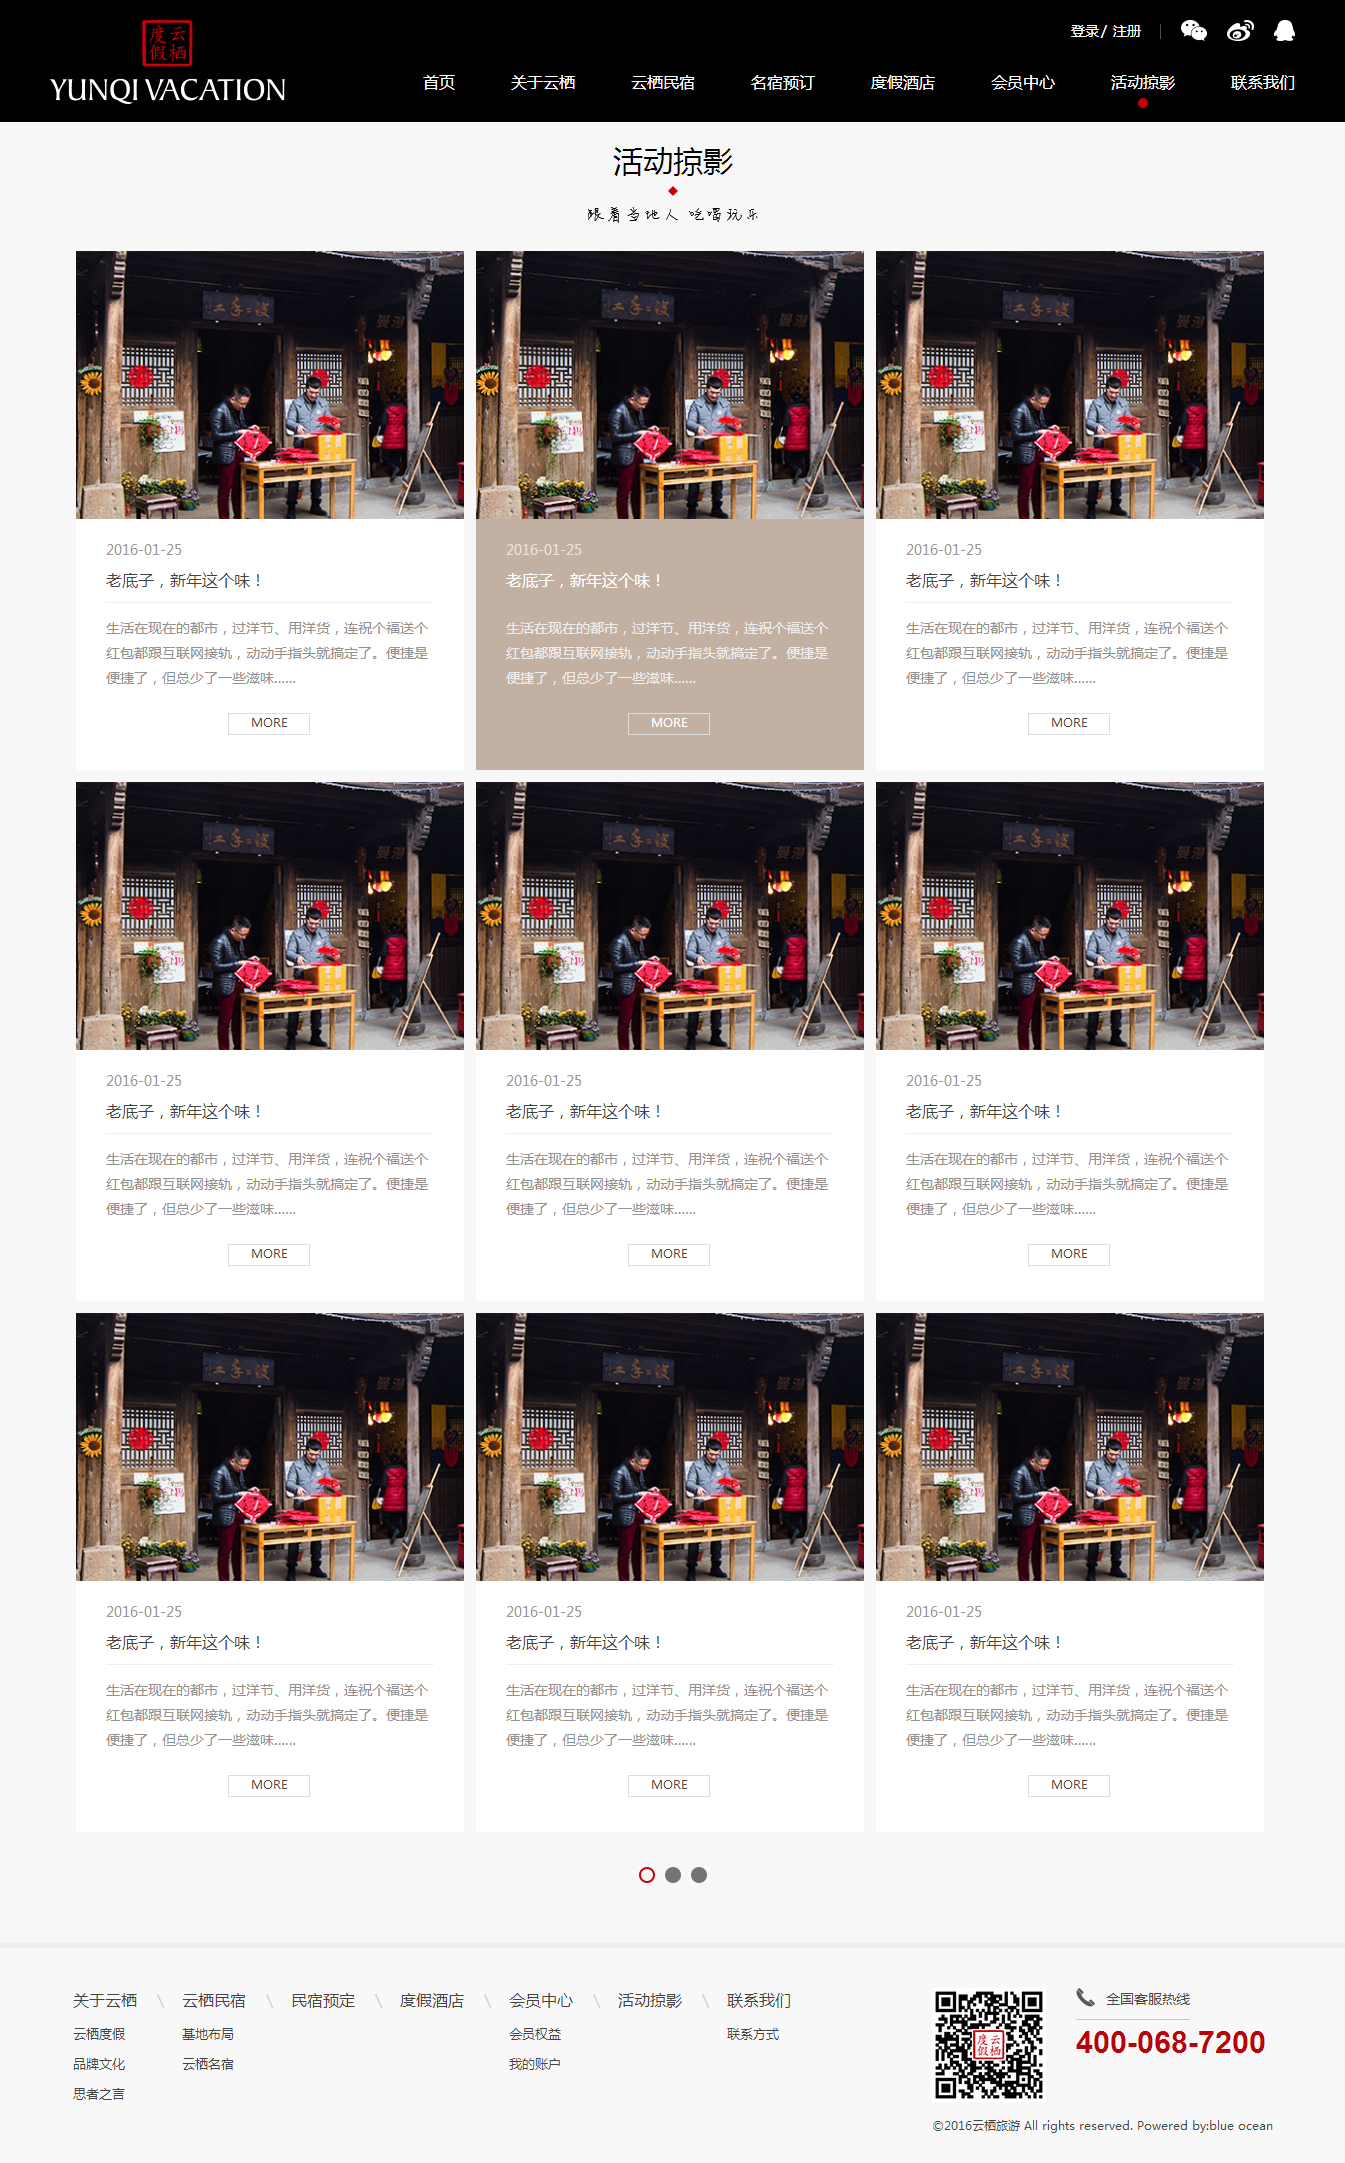 登录/ 注册
度云
假栖
YUNQI VACATION
首页 关于云栖 云栖民宿 名宿预订 度假酒店 会员中心 活动掠影 联系我们
活动掠影
跟着当地人 吃喝玩乐
2016-01-25
老底子，新年这个味！
生活在现在的都市，过洋节、用洋货，连祝个福送个
红包都跟互联网接轨，动动手指头就搞定了。便捷是
便捷了，但总少了一些滋味......
MORE
2016-01-25
老底子，新年这个味！
生活在现在的都市，过洋节、用洋货，连祝个福送个
红包都跟互联网接轨，动动手指头就搞定了。便捷是
便捷了，但总少了一些滋味......
MORE
2016-01-25
老底子，新年这个味！
生活在现在的都市，过洋节、用洋货，连祝个福送个
红包都跟互联网接轨，动动手指头就搞定了。便捷是
便捷了，但总少了一些滋味......
MORE
2016-01-25
老底子，新年这个味！
生活在现在的都市，过洋节、用洋货，连祝个福送个
红包都跟互联网接轨，动动手指头就搞定了。便捷是
便捷了，但总少了一些滋味......
MORE
2016-01-25
老底子，新年这个味！
生活在现在的都市，过洋节、用洋货，连祝个福送个
红包都跟互联网接轨，动动手指头就搞定了。便捷是
便捷了，但总少了一些滋味......
MORE
2016-01-25
老底子，新年这个味！
生活在现在的都市，过洋节、用洋货，连祝个福送个
红包都跟互联网接轨，动动手指头就搞定了。便捷是
便捷了，但总少了一些滋味......
MORE
2016-01-25
老底子，新年这个味！
生活在现在的都市，过洋节、用洋货，连祝个福送个
红包都跟互联网接轨，动动手指头就搞定了。便捷是
便捷了，但总少了一些滋味......
MORE
2016-01-25
老底子，新年这个味！
生活在现在的都市，过洋节、用洋货，连祝个福送个
红包都跟互联网接轨，动动手指头就搞定了。便捷是
便捷了，但总少了一些滋味......
MORE
2016-01-25
老底子，新年这个味！
生活在现在的都市，过洋节、用洋货，连祝个福送个
红包都跟互联网接轨，动动手指头就搞定了。便捷是
便捷了，但总少了一些滋味......
MORE
关于云栖 \ 云栖民宿 \ 民宿预定 \ 度假酒店 \ 会员中心 \ 活动掠影 \ 联系我们
云栖度假 基地布局 会员权益 联系方式
品牌文化 云栖名宿 我的账户
思者之言
度云
假栖
全国客服热线
400-068-7200
©2016云栖旅游 All rights reserved. Powered by:blue ocean